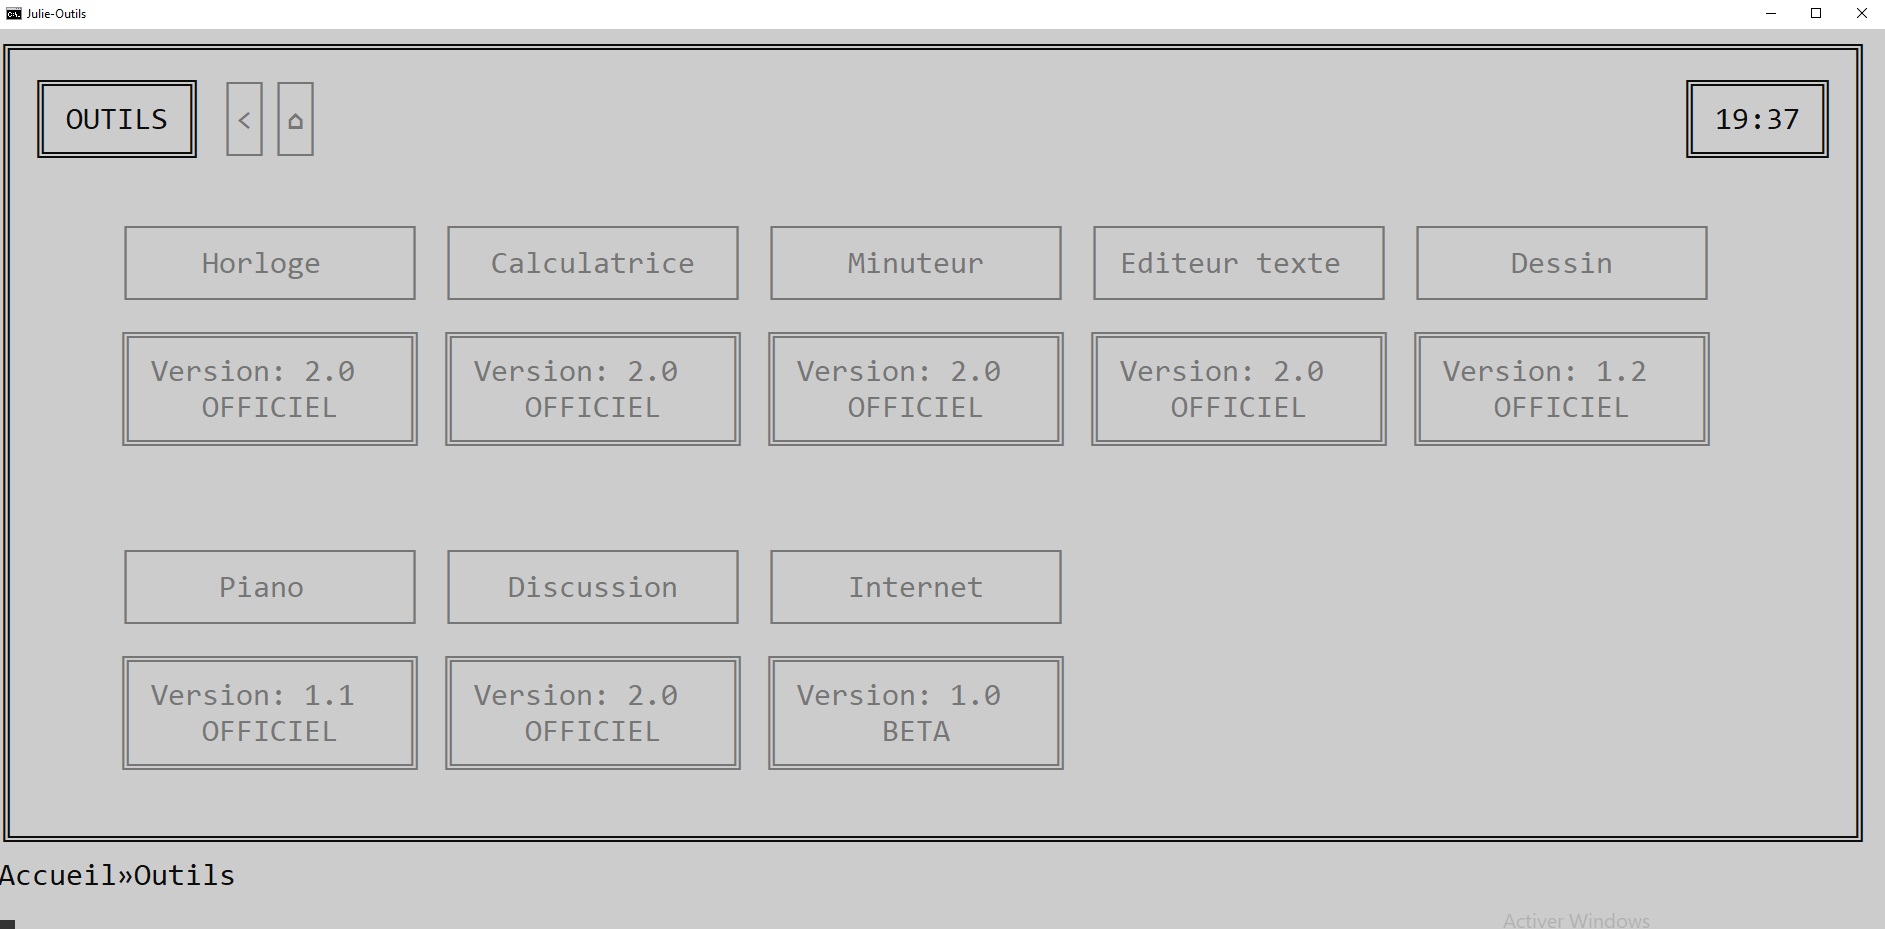 Julie-Outils
OUTILS < ⌂ 19:37
Horloge Calculatrice Minuteur Editeur texte Dessin
Version: 2.0 Version: 2.0 Version: 2.0 Version: 2.0 Version: 1.2
OFFICIEL OFFICIEL OFFICIEL OFFICIEL OFFICIEL
Piano Discussion Internet
Version: 1.1 Version: 2.0 Version: 1.0
OFFICIEL OFFICIEL BETA
Accueil»Outils
Activer Windows